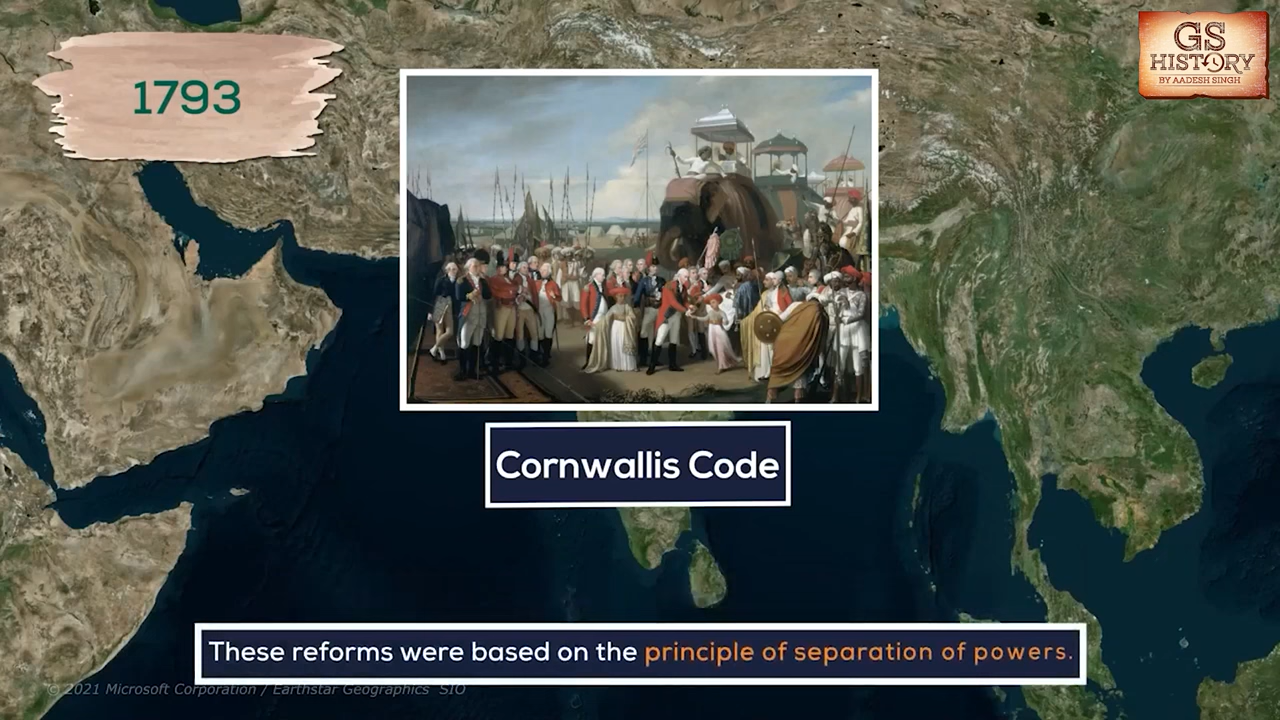 1793
GS
HISTORY
BY AADESH SINGH
Cornwallis Code
These reforms were based on the principle of separation of powers.
© 2021 Microsoft Corporation / Earthstar Geographics SIO